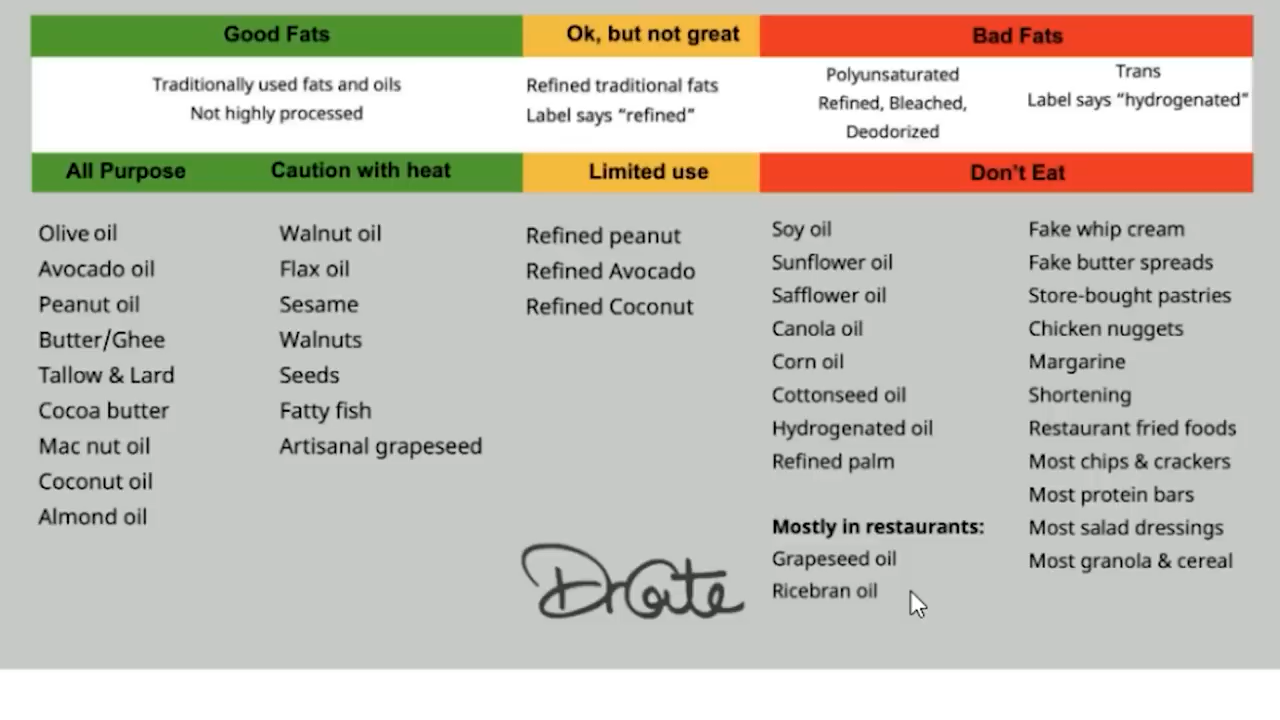 Good Fats
Ok, but not great
Bad Fats
Traditionally used fats and oils
Not highly processed
Refined traditional fats
Label says “refined”
Polyunsaturated
Refined, Bleached,
Deodorized
Trans
Label says “hydrogenated”
All Purpose
Caution with heat
Limited use
Don't Eat
Olive oil
Avocado oil
Peanut oil
Butter/Ghee
Tallow & Lard
Cocoa butter
Mac nut oil
Coconut oil
Almond oil
Walnut oil
Flax oil
Sesame
Walnuts
Seeds
Fatty fish
Artisanal grapeseed
Refined peanut
Refined Avocado
Refined Coconut
Soy oil
Sunflower oil
Safflower oil
Canola oil
Corn oil
Cottonseed oil
Hydrogenated oil
Refined palm
Mostly in restaurants:
Grapeseed oil
Ricebran oil
Fake whip cream
Fake butter spreads
Store-bought pastries
Chicken nuggets
Margarine
Shortening
Restaurant fried foods
Most chips & crackers
Most protein bars
Most salad dressings
Most granola & cereal
DrCate